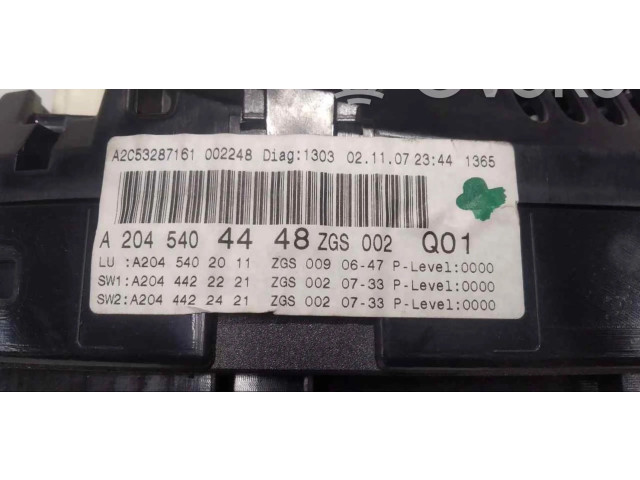 A2C53287161 002248 Diag:1303 02.11.07 23:44 1365
A 204 540 44 48 ZGS 002 Q01
LU :A204 540 20 11 ZGS 009 06-47 P-Level:0000
SW1:A204 442 22 21 ZGS 002 07-33 P-Level:0000
SW2:A204 442 24 21 ZGS 002 07-33 P-Level:0000